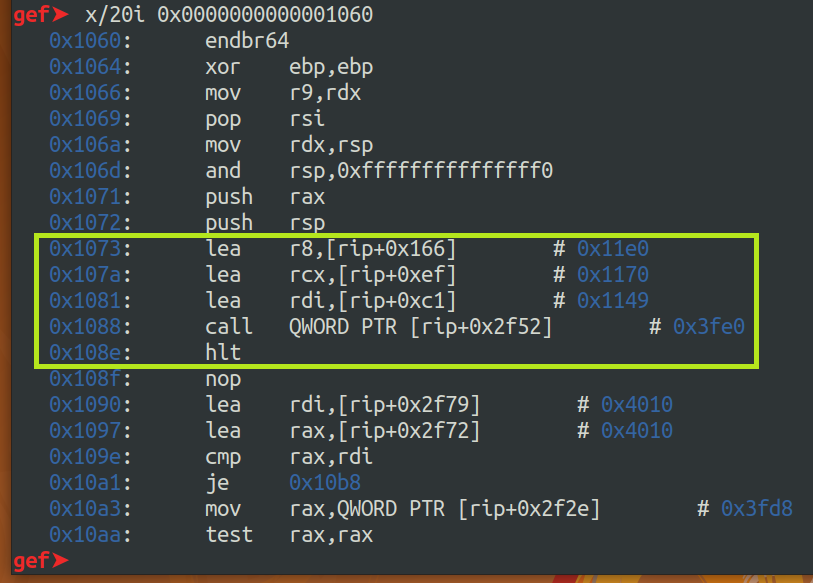 gef➤ x/20i 0x0000000000001060
0x1060: endbr64
0x1064: xor ebp,ebp
0x1066: mov r9,rdx
0x1069: pop rsi
0x106a: mov rdx,rsp
0x106d: and rsp,0xfffffffffffffff0
0x1071: push rax
0x1072: push rsp
0x1073: lea r8,[rip+0x166] # 0x11e0
0x107a: lea rcx,[rip+0xef] # 0x1170
0x1081: lea rdi,[rip+0xc1] # 0x1149
0x1088: call QWORD PTR [rip+0x2f52] # 0x3fe0
0x108e: hlt
0x108f: nop
0x1090: lea rdi,[rip+0x2f79] # 0x4010
0x1097: lea rax,[rip+0x2f72] # 0x4010
0x109e: cmp rax,rdi
0x10a1: je 0x10b8
0x10a3: mov rax,QWORD PTR [rip+0x2f2e] # 0x3fd8
0x10aa: test rax,rax
gef➤